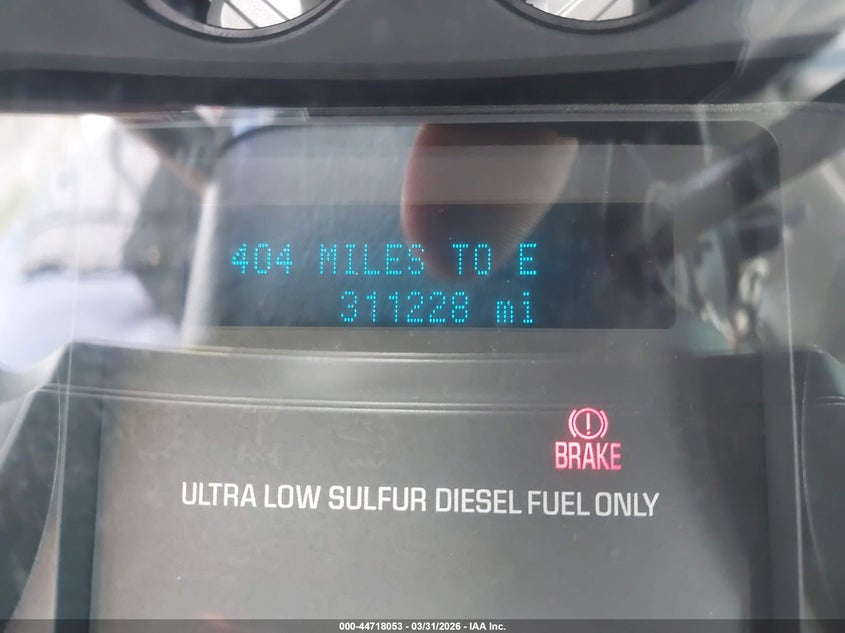 404 MILES TO E
311228 mi
BRAKE
ULTRA LOW SULFUR DIESEL FUEL ONLY
000-44718053 - 03/31/2026 - IAA Inc.